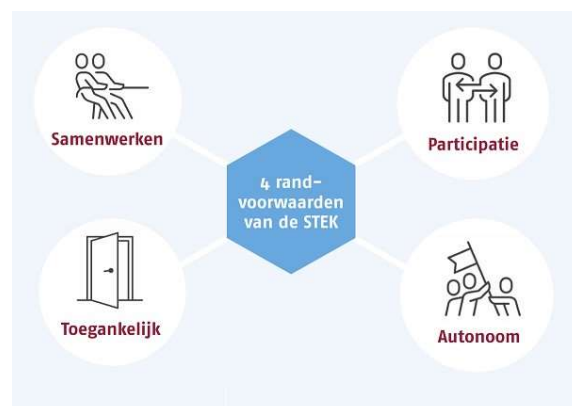 Samenwerken
Participatie
4 rand-
voorwaarden
van de STEK
Toegankelijk
Autonoom